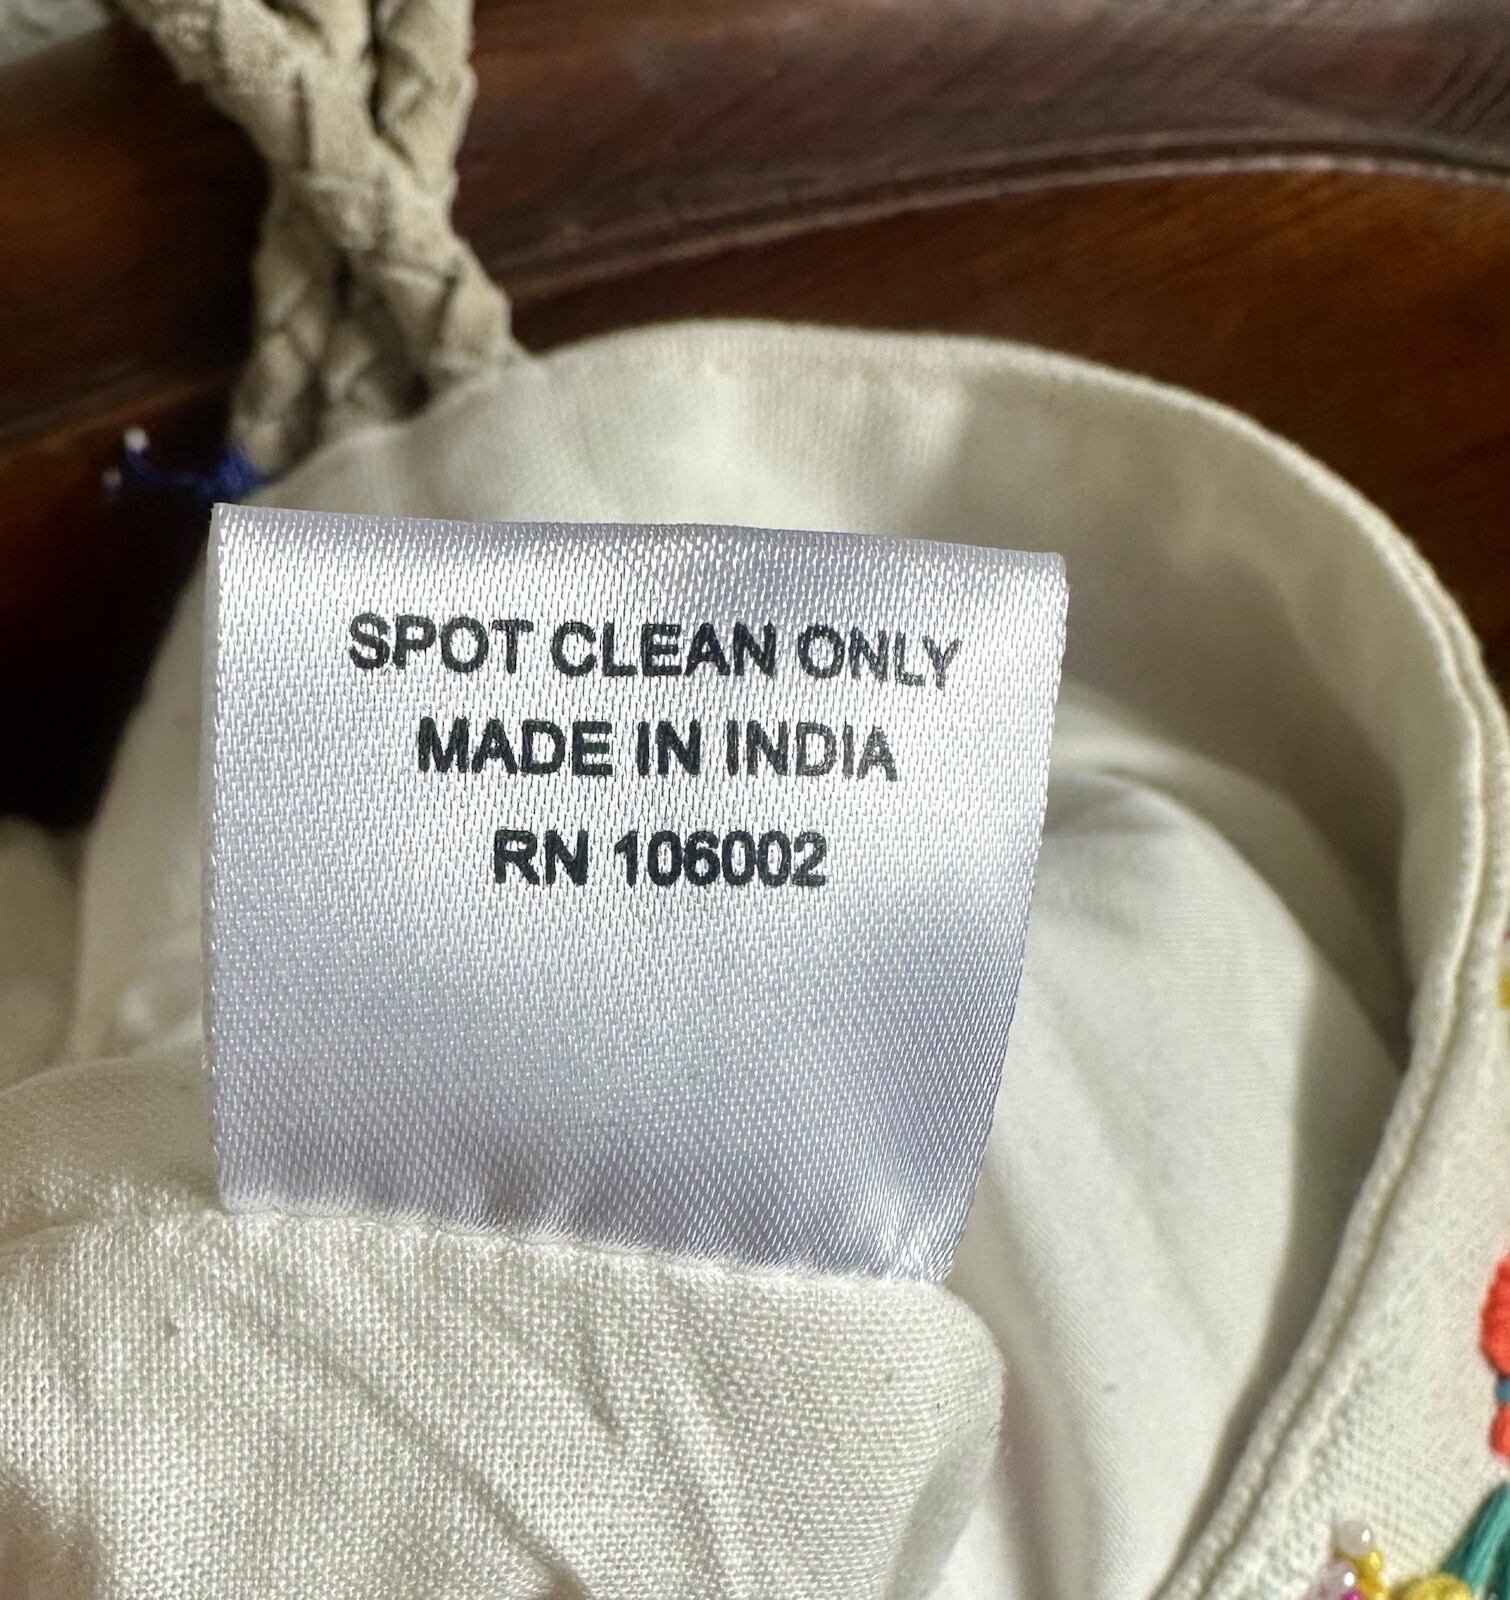 SPOT CLEAN ONLY
MADE IN INDIA
RN 106002